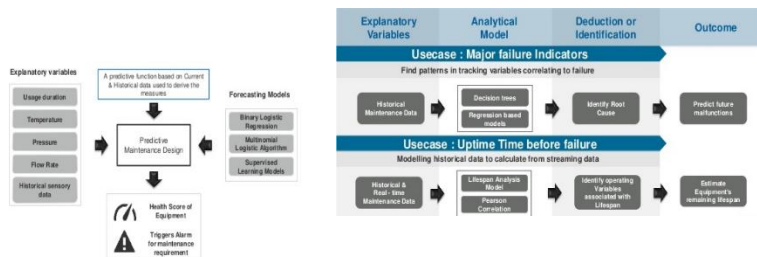 Explanatory variables
Usage duration
Temperature
Pressure
Flow Rate
Historical sensory
data
A predictive function based on Current
& Historical data used to derive the
measures
Predictive
Maintenance Design
Forecasting Models
Binary Logistic
Regression
Multinomial
Logistic Algorithm
Supervised
Learning Models
Health Score of
Equipment
Triggers Alarm
for maintenance
requirement
Explanatory
Variables
Analytical
Model
Deduction or
Identification
Outcome
Usecase : Major failure Indicators
Find patterns in tracking variables correlating to failure
Historical
Maintenance Data
Decision trees
Regression based
models
Identify Root
Cause
Predict future
malfunctions
Usecase : Uptime Time before failure
Modelling historical data to calculate from streaming data
Historical &
Real - time
Maintenance Data
Lifespan Analysis
Model
Pearson
Correlation
Identify operating
Variables
associated with
Lifespan
Estimate
Equipment's
remaining lifespan